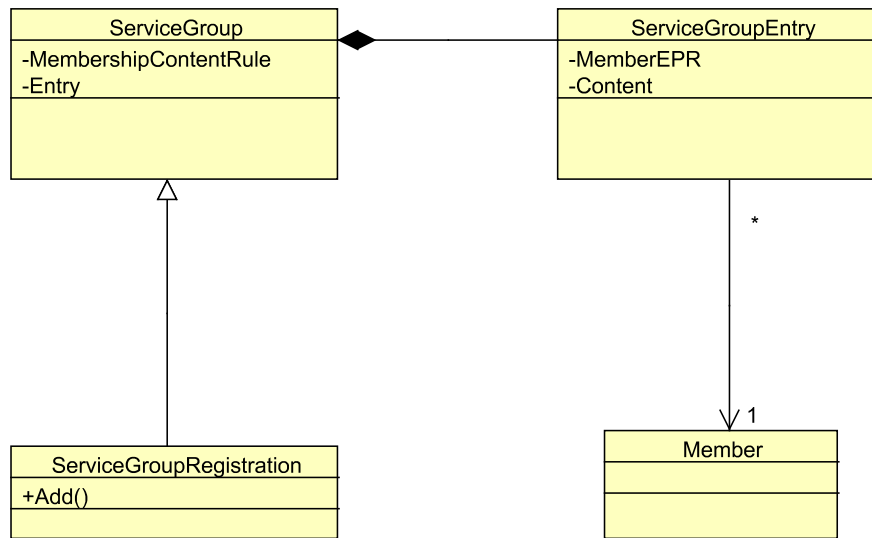 ServiceGroup
-MembershipContentRule
-Entry
ServiceGroupEntry
-MemberEPR
-Content
*
1
ServiceGroupRegistration
+Add()
Member